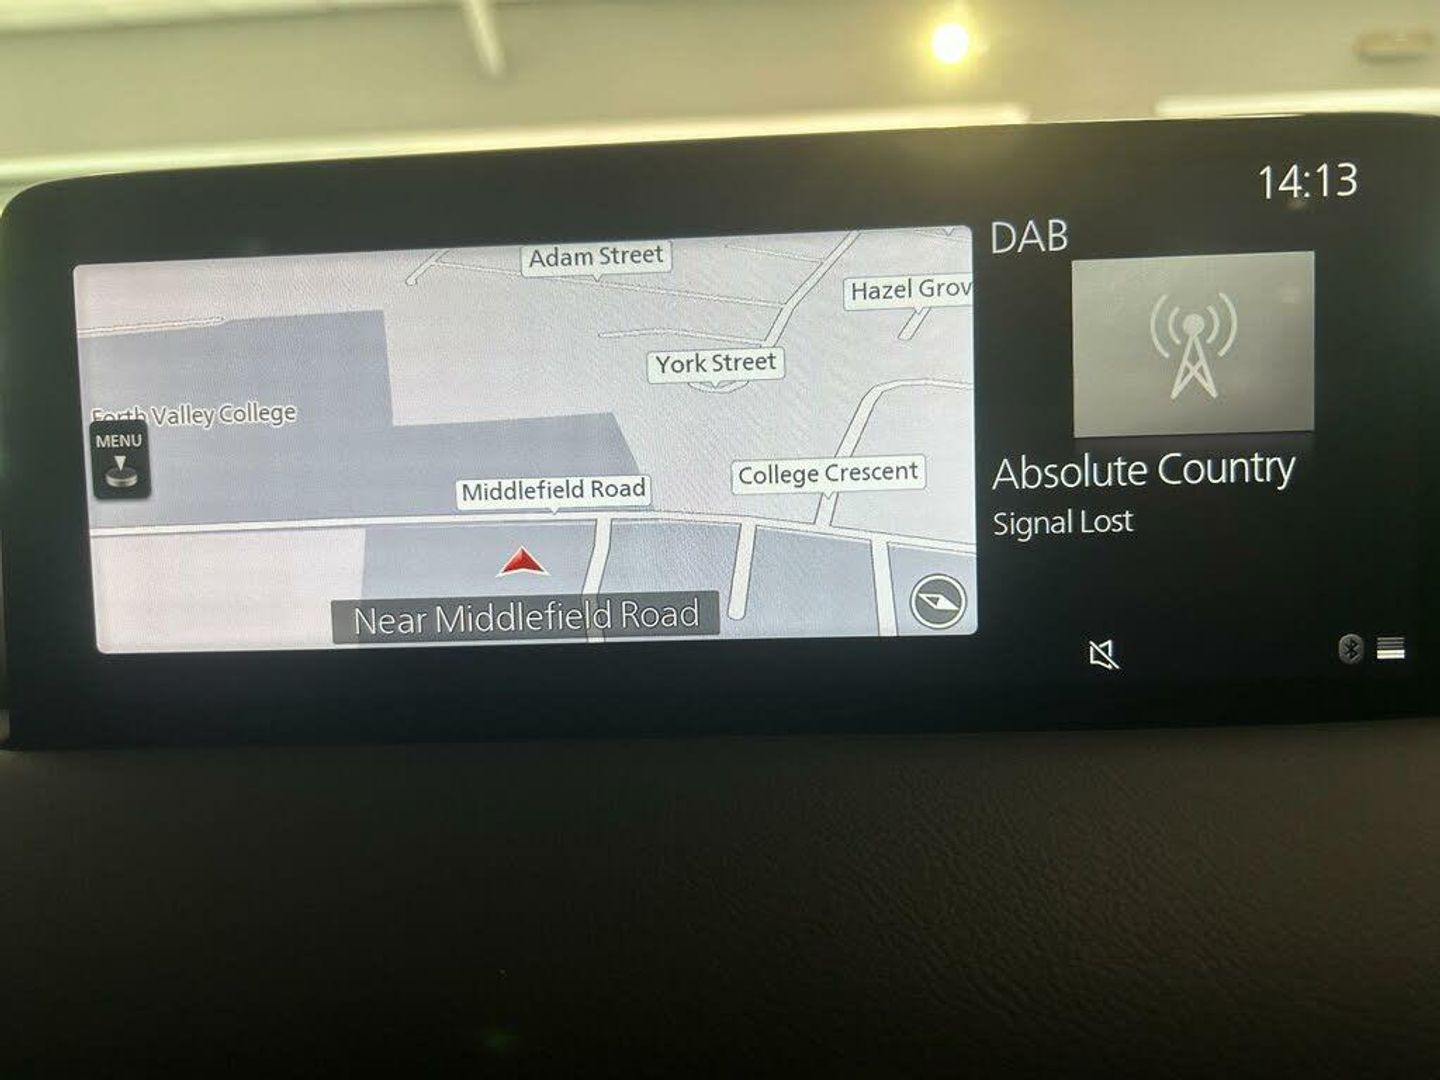 14:13
DAB
Adam Street
Hazel Grov
York Street
Forth Valley College
MENU
Middlefield Road
College Crescent
Absolute Country
Signal Lost
Near Middlefield Road